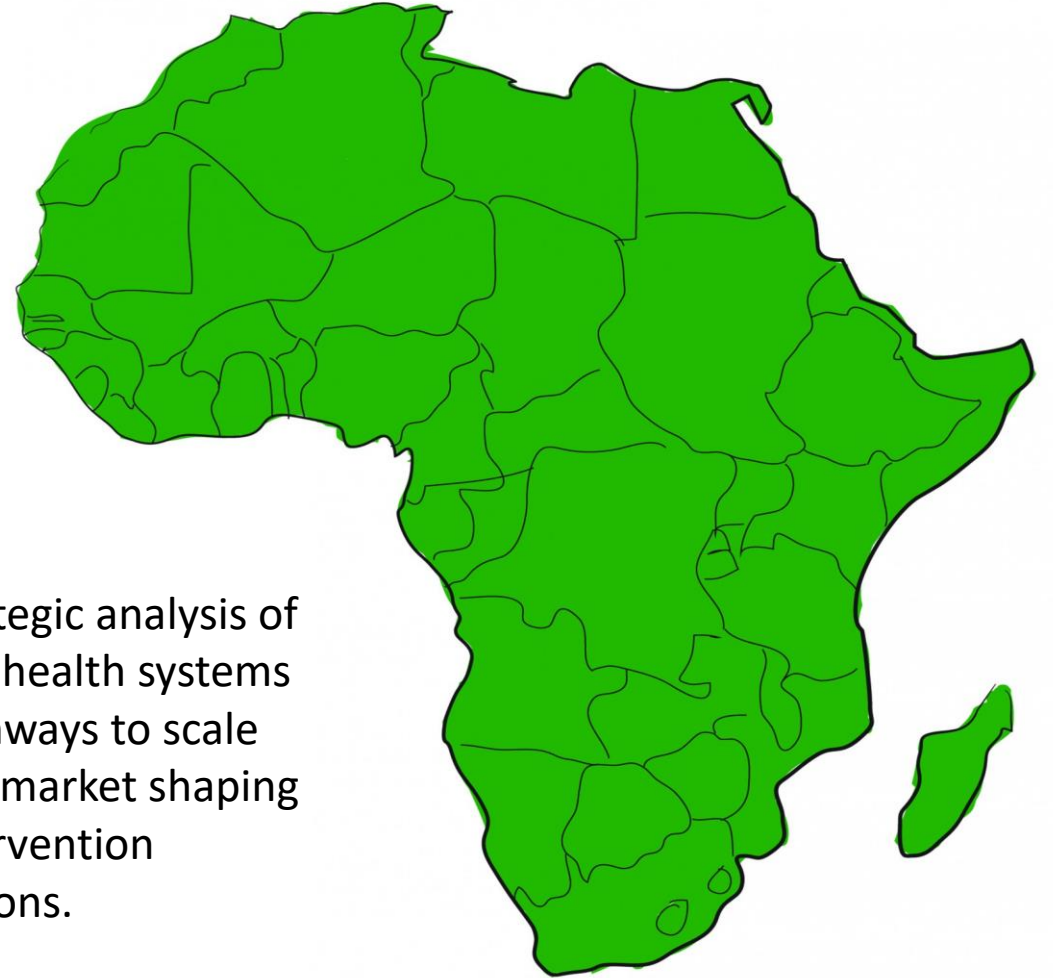 tegic analysis of
health systems
ways to scale
market shaping
rvention
ons.